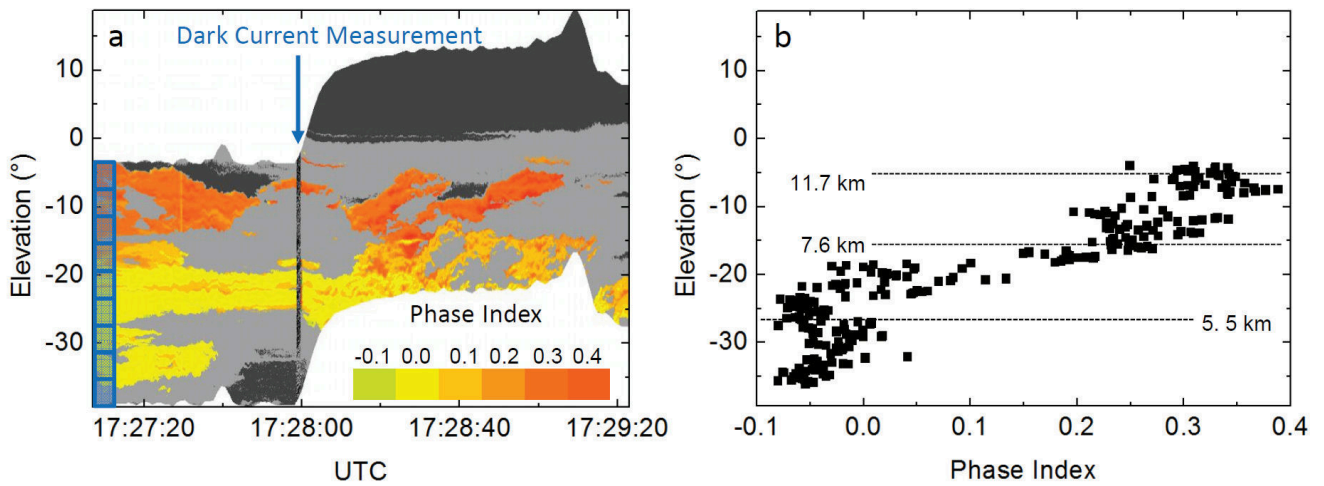 a
Dark Current Measurement
10
0
-10
-20
-30
Elevation (°)
Phase Index
-0.1 0.0 0.1 0.2 0.3 0.4
17:27:20 17:28:00 17:28:40 17:29:20
UTC
b
10
0
-10
-20
-30
Elevation (°)
11.7 km
7.6 km
5. 5 km
-0.1 0.0 0.1 0.2 0.3 0.4
Phase Index